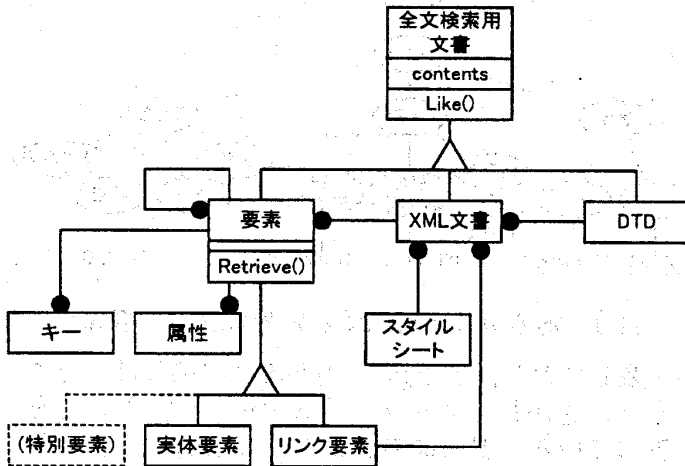 全文検索用
文書
contents
Like()
要素
Retrieve()
XML文書
DTD
キー
属性
スタイル
シート
(特別要素)
実体要素
リンク要素